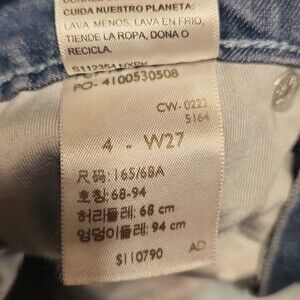 CUIDA NUESTRO PLANETA:
LAVA MENOS, LAVA EN FRIO,
TIENDE LA ROPA, DONA O
RECICLA.
PO- 4100530508
CW-0222
5164
4 - W27
尺码: 165/68A
호칭: 68-94
허리둘레: 68 cm
엉덩이둘레: 94 cm
S110790 AD